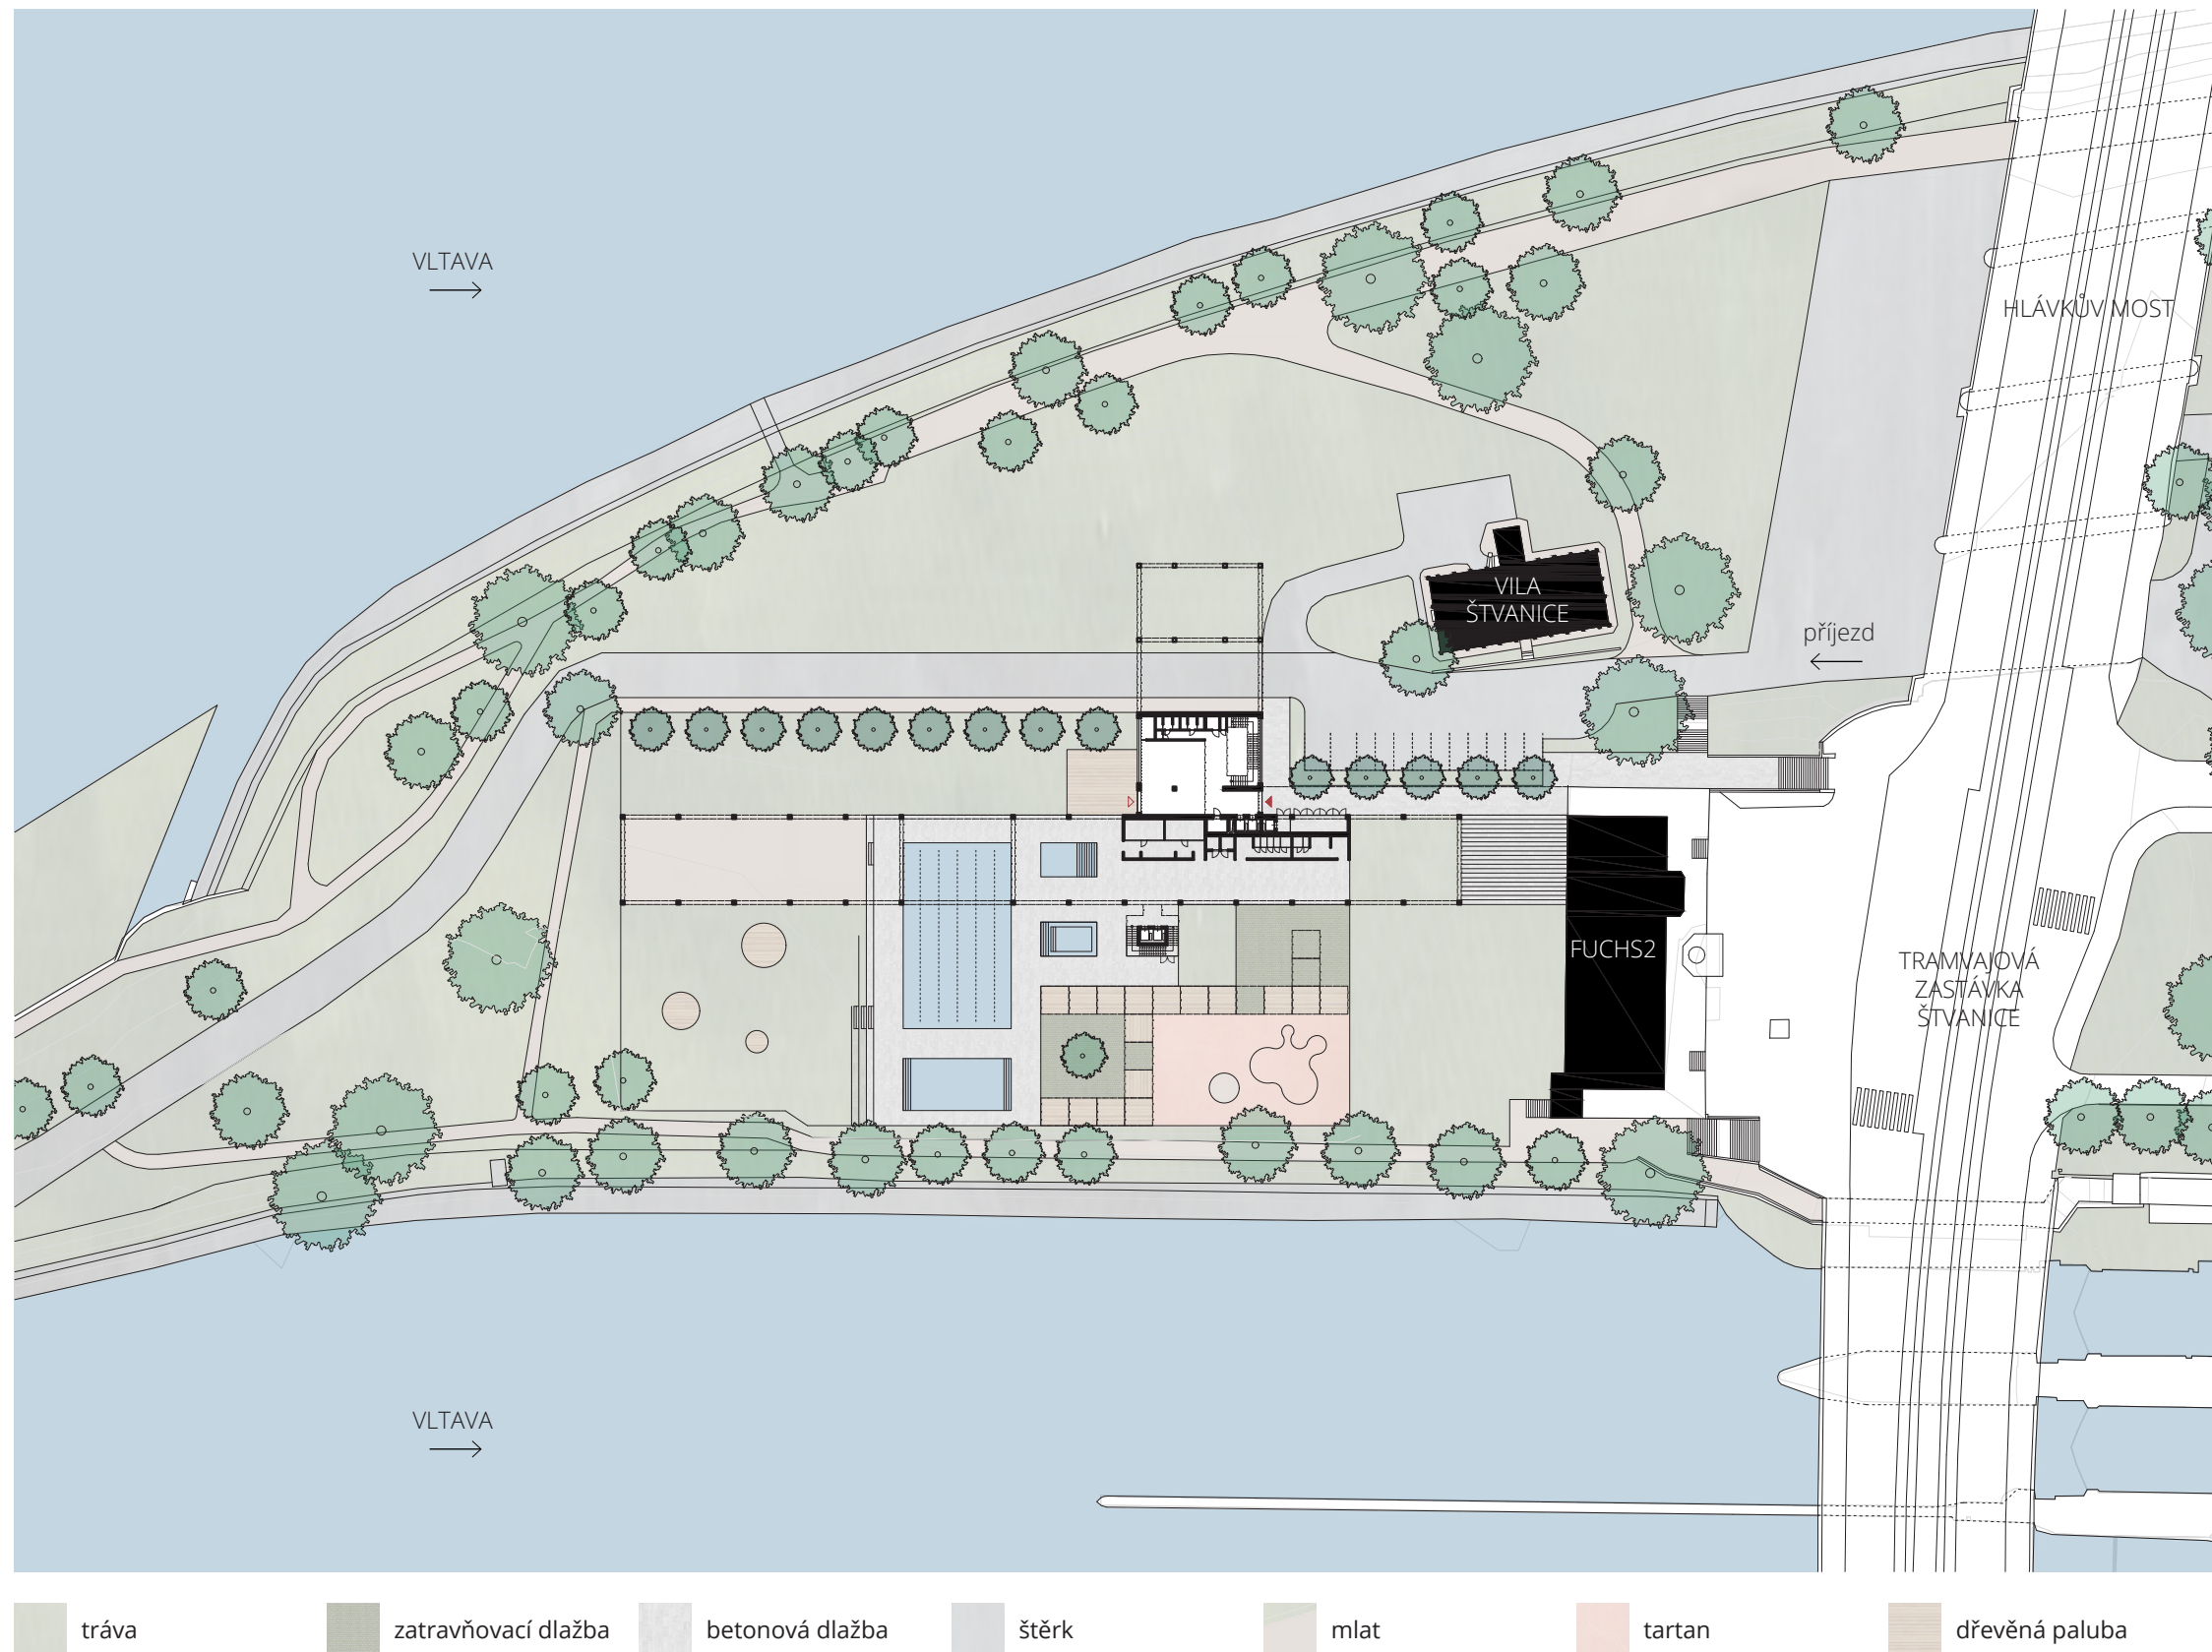 VLTAVA
HLÁVKŮV MOST
VILA
ŠTVANICE
příjezd
FUCHS2
TRAMVAJOVÁ
ZASTÁVKA
ŠTVANICE
VLTAVA
tráva
zatravňovací dlažba
betonová dlažba
štěrk
mlat
tartan
dřevěná paluba